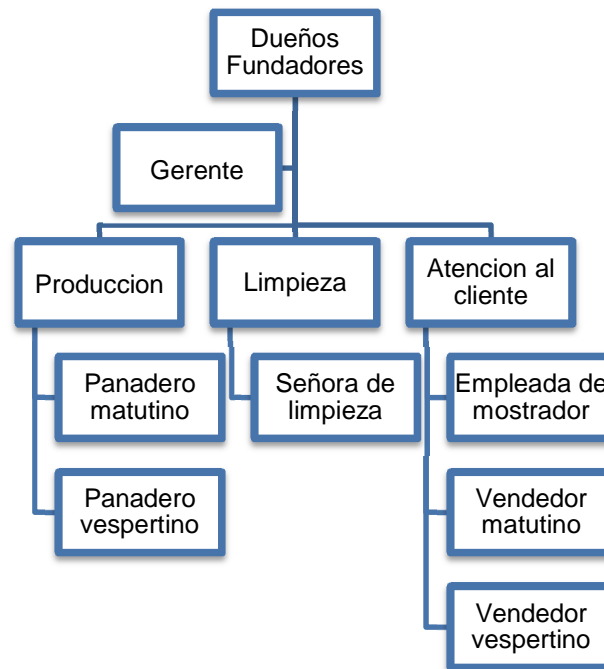 Dueños
Fundadores
Gerente
Produccion
Limpieza
Atencion al
cliente
Panadero
matutino
Señora de
limpieza
Empleada de
mostrador
Panadero
vespertino
Vendedor
matutino
Vendedor
vespertino